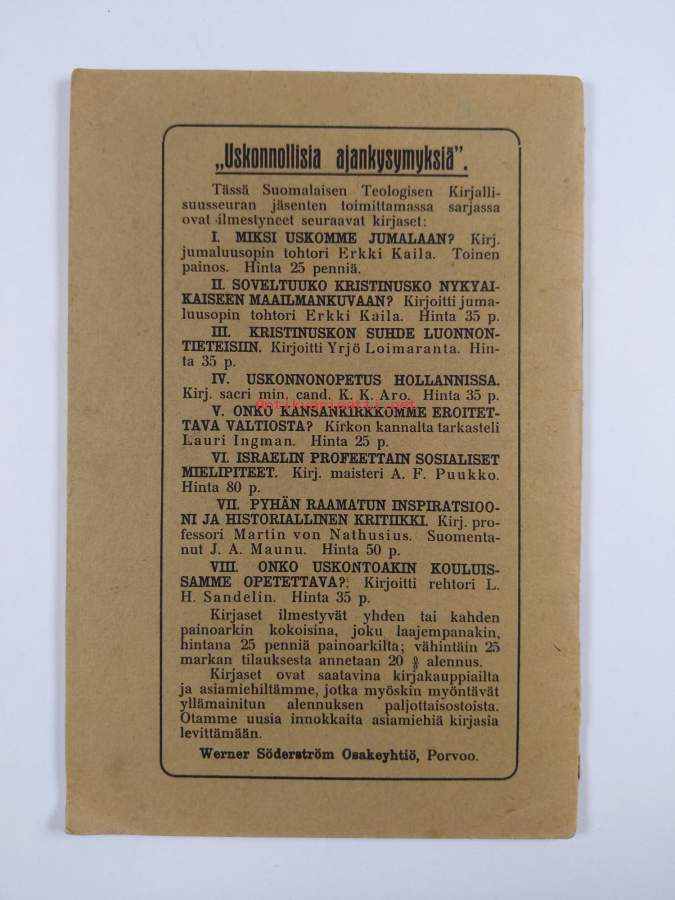 „Uskonnollisia ajankysymyksiä”.
Tässä Suomalaisen Teologisen Kirjalli-
suusseuran jäsenten toimittamassa sarjassa
ovat ilmestyneet seuraavat kirjaset:
I. MIKSI USKOMME JUMALAAN? Kirj.
jumaluusopin tohtori Erkki Kaila. Toinen
painos. Hinta 25 penniä.
II. SOVELTUUKO KRISTINUSKO NYKYAI-
KAISEEN MAAILMANKUVAAN? Kirjoitti juma-
luusopin tohtori Erkki Kaila. Hinta 35 p.
III. KRISTINUSKON SUHDE LUONNON-
TIETEISIIN. Kirjoitti Yrjö Loimaranta. Hin-
ta 35 p.
IV. USKONNONOPETUS HOLLANNISSA.
Kirj. sacri min. cand. K. K. Aro. Hinta 35 p.
Antikvariaatti.net
V. ONKO KANSANKIRKKOMME EROITET-
TAVA VALTIOSTA? Kirkon kannalta tarkasteli
Lauri Ingman. Hinta 25 p.
VI. ISRAELIN PROFEETTAIN SOSIALISET
MIELIPITEET. Kirj. maisteri A. F. Puukko.
Hinta 80 p.
VII. PYHÄN RAAMATUN INSPIRATSIOO-
NI JA HISTORIALLINEN KRITIIKKI. Kirj. pro-
fessori Martin von Nathusius. Suomenta-
nut J. A. Maunu. Hinta 50 p.
VIII. ONKO USKONTOAKIN KOULUIS-
SAMME OPETETTAVA? Kirjoitti rehtori L.
H. Sandelin. Hinta 35 p.
Kirjaset ilmestyvät yhden tai kahden
painoarkin kokoisina, joku laajempanakin,
hintana 25 penniä painoarkilta; vähintäin 25
markan tilauksesta annetaan 20 % alennus.
Kirjaset ovat saatavina kirjakauppiailta
ja asiamiehiltämme, jotka myöskin myöntävät
yllämainitun alennuksen paljottaisostoista.
Otamme uusia innokkaita asiamiehiä kirjasia
levittämään.
Werner Söderström Osakeyhtiö, Porvoo.